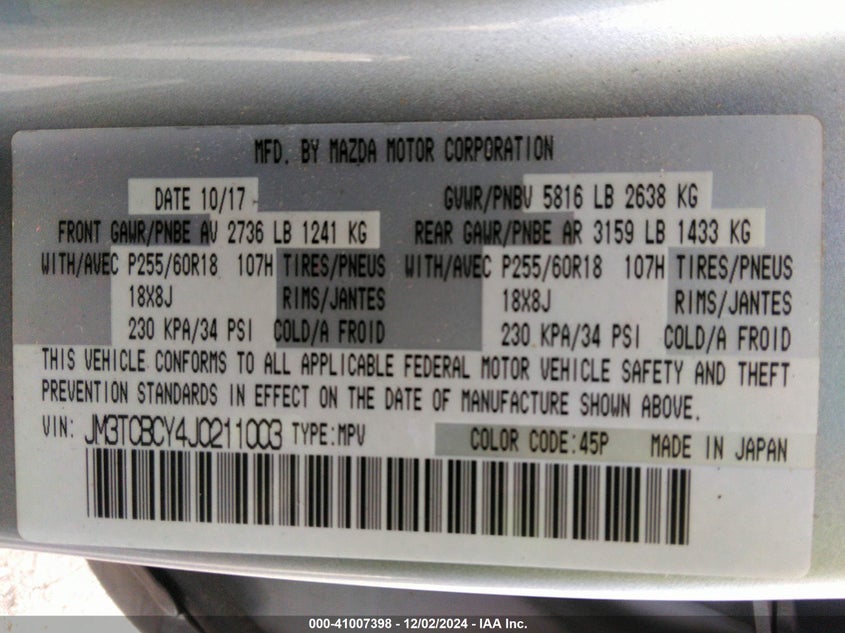 MFD. BY MAZDA MOTOR CORPORATION
DATE 10/17 GVWR/PNBV 5816 LB 2638 KG
FRONT GAWR/PNBE AV 2736 LB 1241 KG REAR GAWR/PNBE AR 3159 LB 1433 KG
WITH/AVEC P255/60R18 107H TIRES/PNEUS WITH/AVEC P255/60R18 107H TIRES/PNEUS
18X8J RIMS/JANTES 18X8J RIMS/JANTES
230 KPA/34 PSI COLD/A FROID 230 KPA/34 PSI COLD/A FROID
THIS VEHICLE CONFORMS TO ALL APPLICABLE FEDERAL MOTOR VEHICLE SAFETY AND THEFT
PREVENTION STANDARDS IN EFFECT ON THE DATE OF MANUFACTURE SHOWN ABOVE.
VIN: JM3TCBCY4J0211003 TYPE:MPV COLOR CODE:45P MADE IN JAPAN
000-41007398 - 12/02/2024 - IAA Inc.